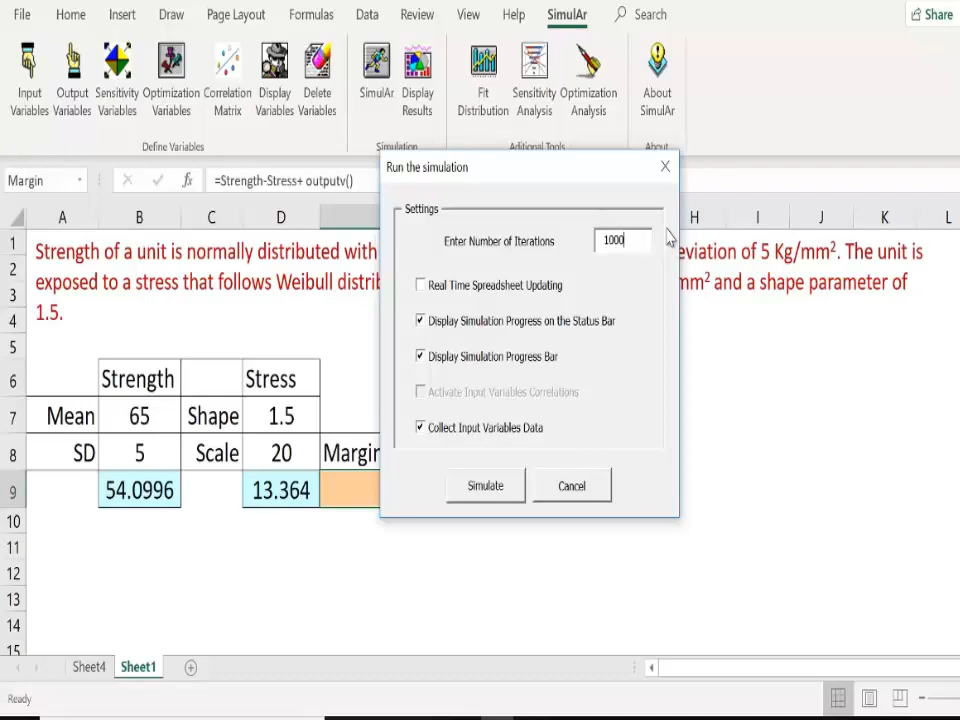 File Home Insert Draw Page Layout Formulas Data Review View Help SimulAr Search Share
Input Variables Output Variables Sensitivity Variables Optimization Variables Correlation Matrix Display Variables Delete Variables SimulAr Display Results Fit Distribution Sensitivity Analysis Optimization Analysis About SimulAr
Define Variables Simulation Aditional Tools About
Margin fx =Strength-Stress+ outputv()
Run the simulation
A B C D H I J K L
1 Strength of a unit is normally distributed with eviation of 5 Kg/mm². The unit is
2
exposed to a stress that follows Weibull distri mm² and a shape parameter of
3
4 1.5.
5
6 Strength Stress
7 Mean 65 Shape 1.5
8 SD 5 Scale 20 Margin
9 54.0996 13.364
10
11
12
13
14
15
Settings
Enter Number of Iterations 1000
Real Time Spreadsheet Updating
Display Simulation Progress on the Status Bar
Display Simulation Progress Bar
Activate Input Variables Correlations
Collect Input Variables Data
Simulate Cancel
Sheet4 Sheet1
Ready